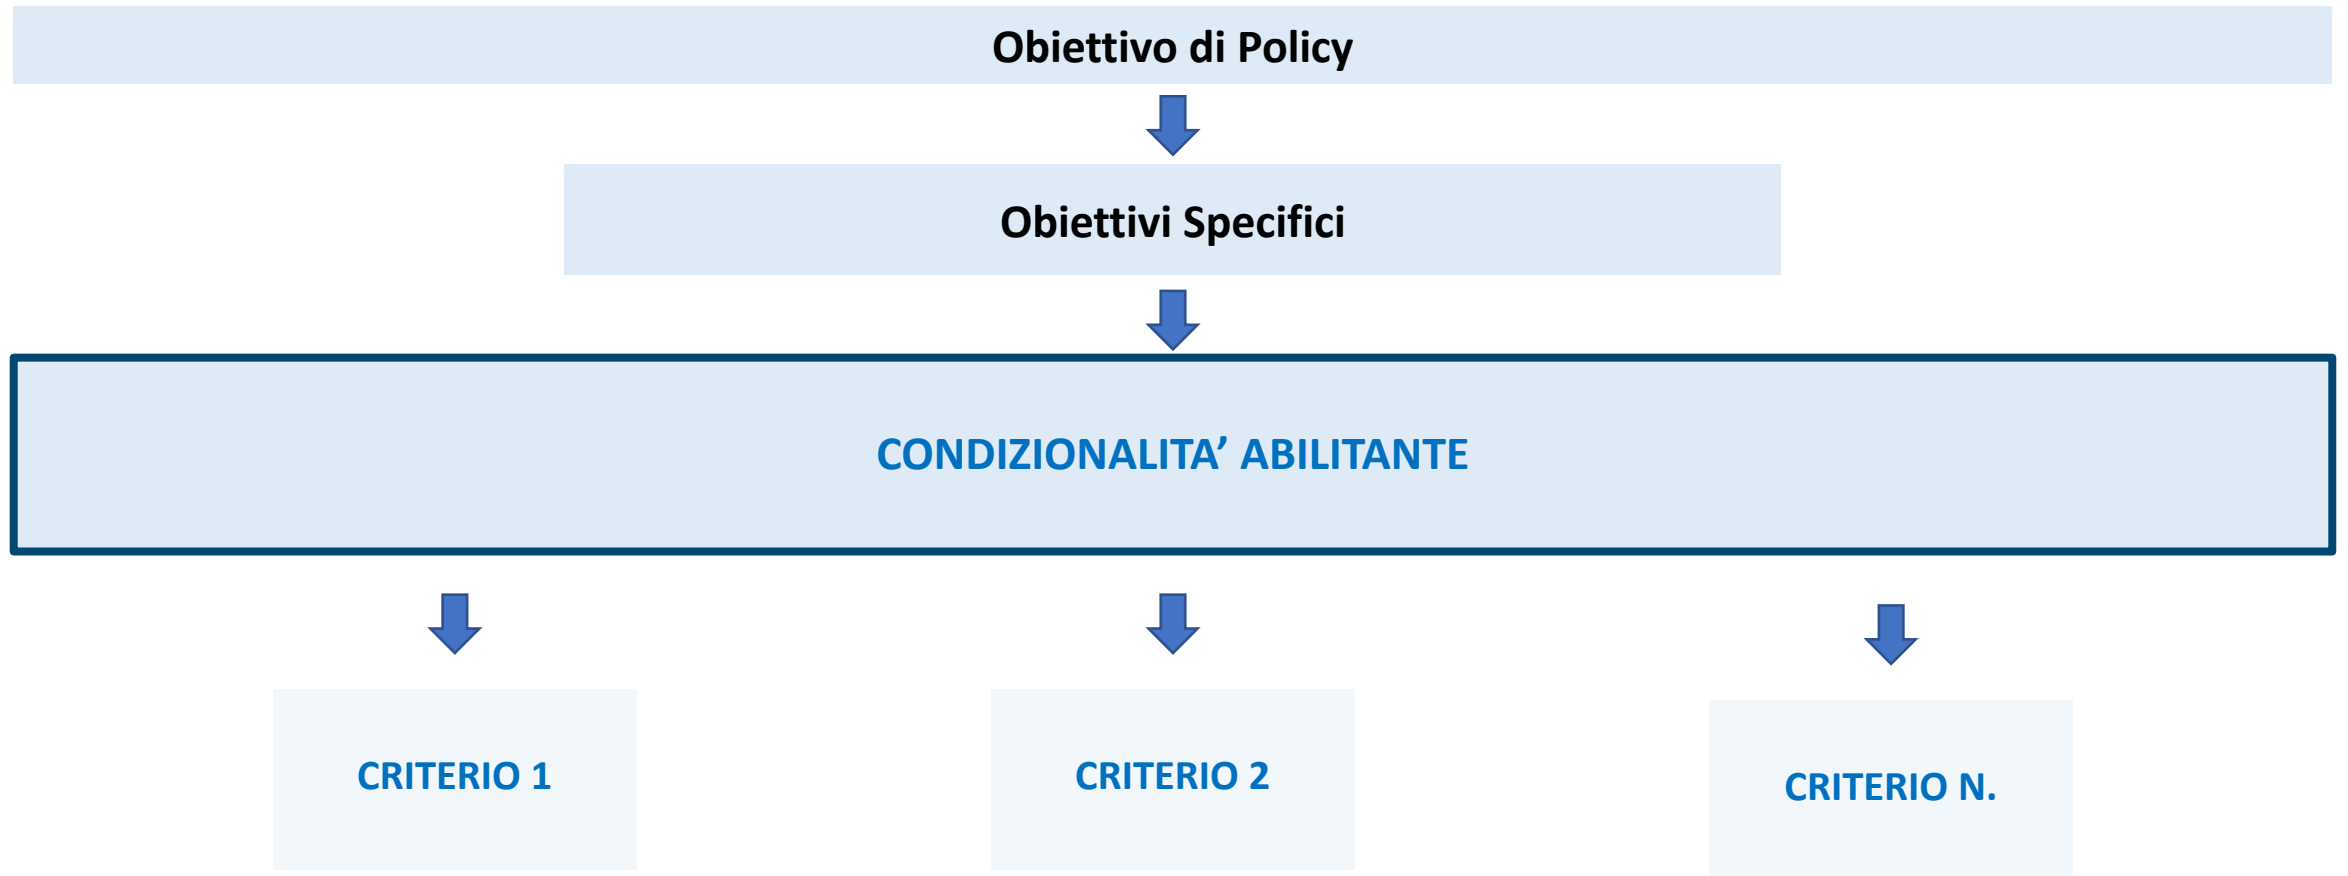 Obiettivo di Policy
Obiettivi Specifici
CONDIZIONALITA’ ABILITANTE
CRITERIO 1
CRITERIO 2
CRITERIO N.